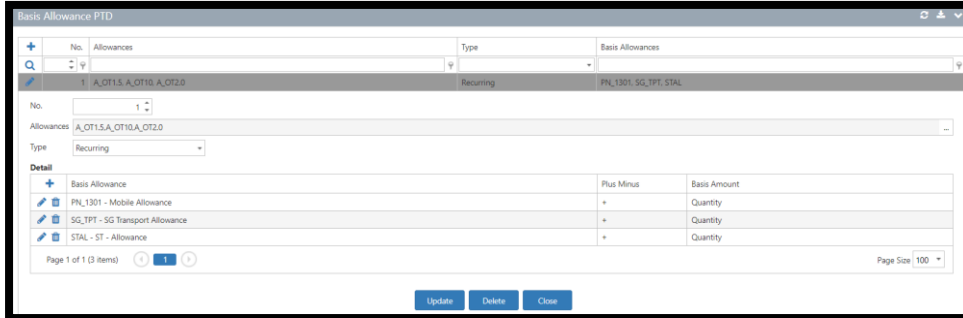 Basis Allowance PTD
No. Allowances Type Basis Allowances
1 A_OT1.5, A_OT10, A_OT2.0 Recurring PN_1301, SG_TPT, STAL
No. 1
Allowances A_OT1.5,A_OT10,A_OT2.0 ...
Type Recurring
Detail
Basis Allowance Plus Minus Basis Amount
PN_1301 - Mobile Allowance + Quantity
SG_TPT - SG Transport Allowance + Quantity
STAL - ST - Allowance + Quantity
Page 1 of 1 (3 items) 1 Page Size 100
Update Delete Close